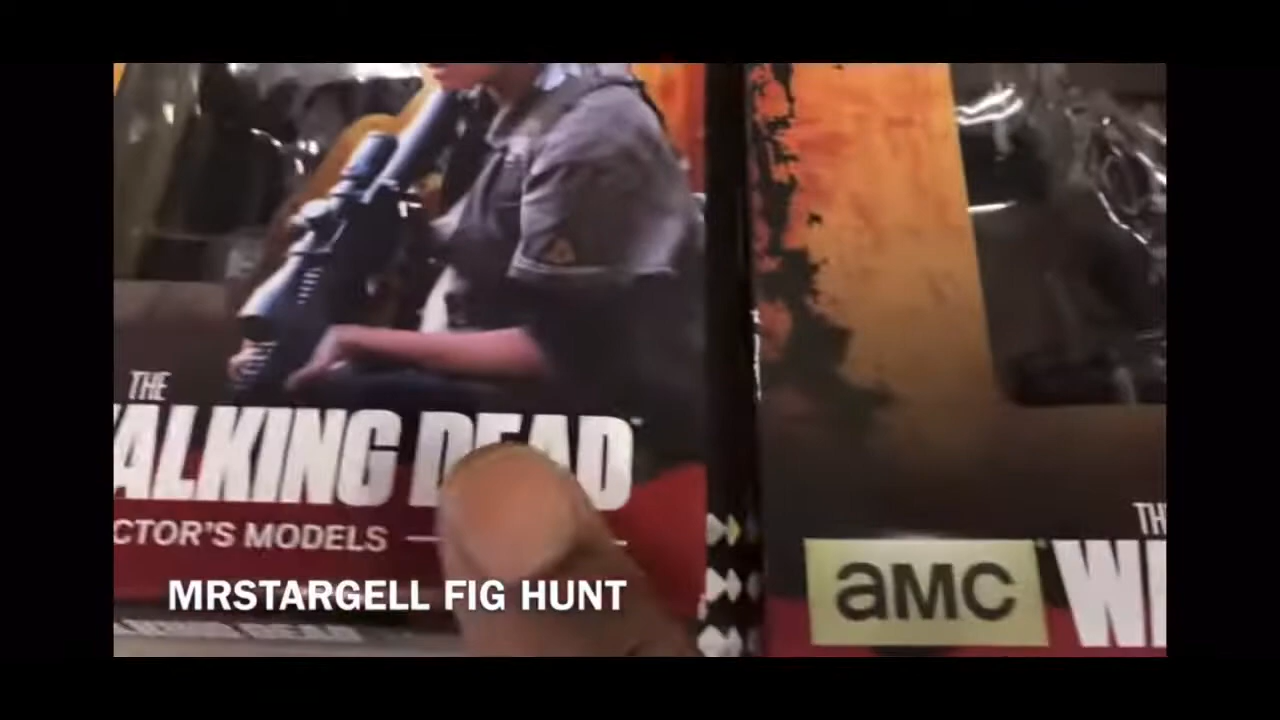 THE
ALKING DEAD
CTOR'S MODELS
MRSTARGELL FIG HUNT
TH
aMC